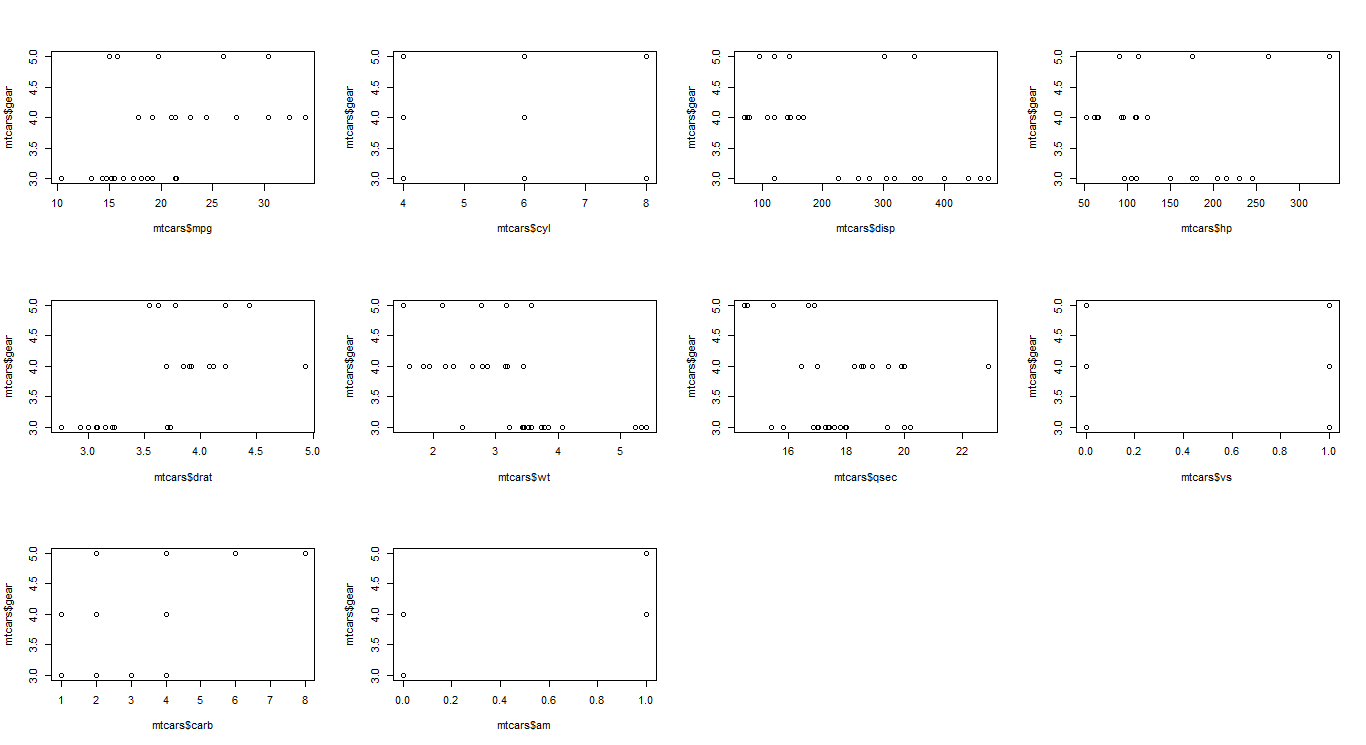 mtcars$gear
3.0 3.5 4.0 4.5 5.0
10 15 20 25 30
mtcars$mpg
mtcars$gear
3.0 3.5 4.0 4.5 5.0
4 5 6 7 8
mtcars$cyl
mtcars$gear
3.0 3.5 4.0 4.5 5.0
100 200 300 400
mtcars$disp
mtcars$gear
3.0 3.5 4.0 4.5 5.0
50 100 150 200 250 300
mtcars$hp
mtcars$gear
3.0 3.5 4.0 4.5 5.0
3.0 3.5 4.0 4.5 5.0
mtcars$drat
mtcars$gear
3.0 3.5 4.0 4.5 5.0
2 3 4 5
mtcars$wt
mtcars$gear
3.0 3.5 4.0 4.5 5.0
16 18 20 22
mtcars$qsec
mtcars$gear
3.0 3.5 4.0 4.5 5.0
0.0 0.2 0.4 0.6 0.8 1.0
mtcars$vs
mtcars$gear
3.0 3.5 4.0 4.5 5.0
1 2 3 4 5 6 7 8
mtcars$carb
mtcars$gear
3.0 3.5 4.0 4.5 5.0
0.0 0.2 0.4 0.6 0.8 1.0
mtcars$am